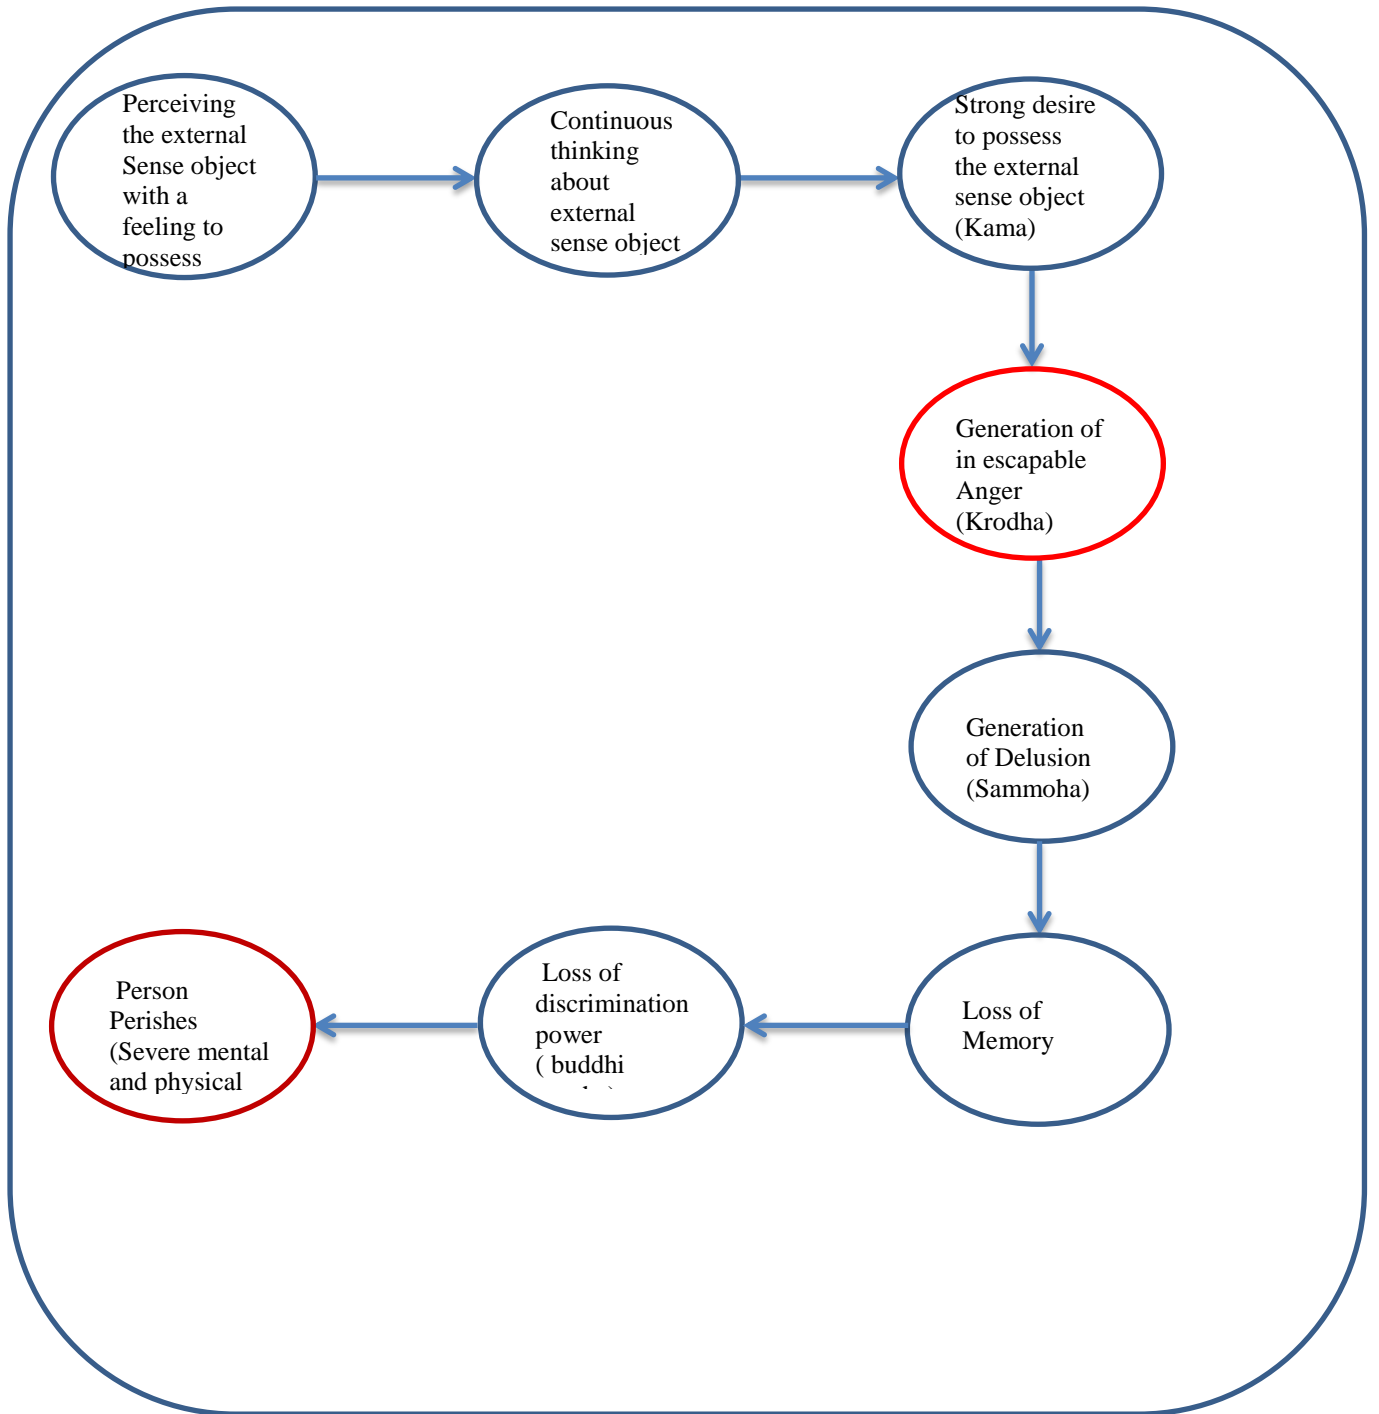 Perceiving
the external
Sense object
with a
feeling to
possess
Continuous
thinking
about
external
sense object
Strong desire
to possess
the external
sense object
(Kama)
Generation of
in escapable
Anger
(Krodha)
Generation
of Delusion
(Sammoha)
Loss of
Memory
Loss of
discrimination
power
( buddhi
Person
Perishes
(Severe mental
and physical